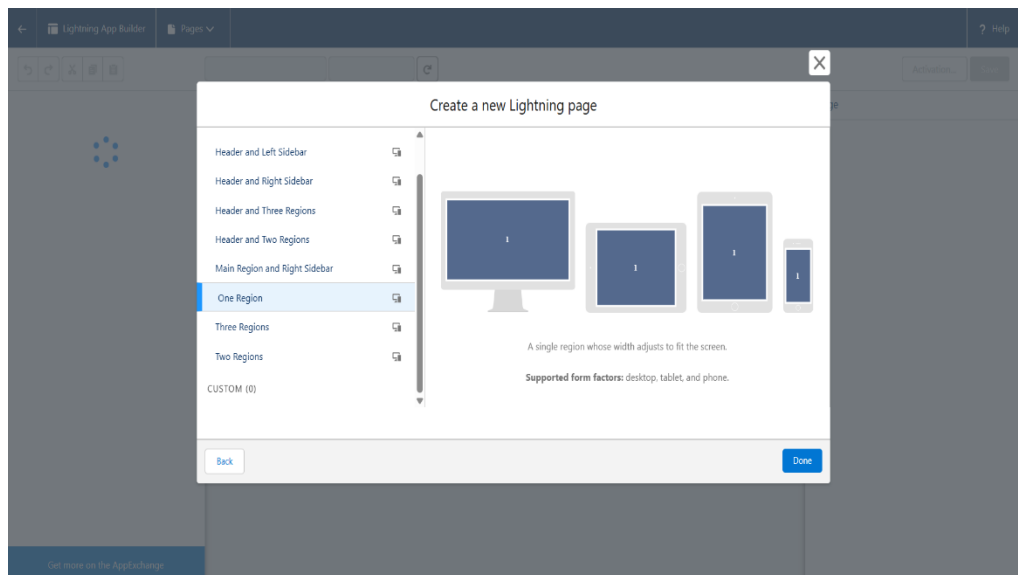 Lightning App Builder
Pages
? Help
Activation...
Create a new Lightning page
Header and Left Sidebar
Header and Right Sidebar
Header and Three Regions
Header and Two Regions
Main Region and Right Sidebar
One Region
Three Regions
Two Regions
CUSTOM (0)
1
1
1
1
A single region whose width adjusts to fit the screen.
Supported form factors: desktop, tablet, and phone.
Back
Done
Get more on the AppExchange